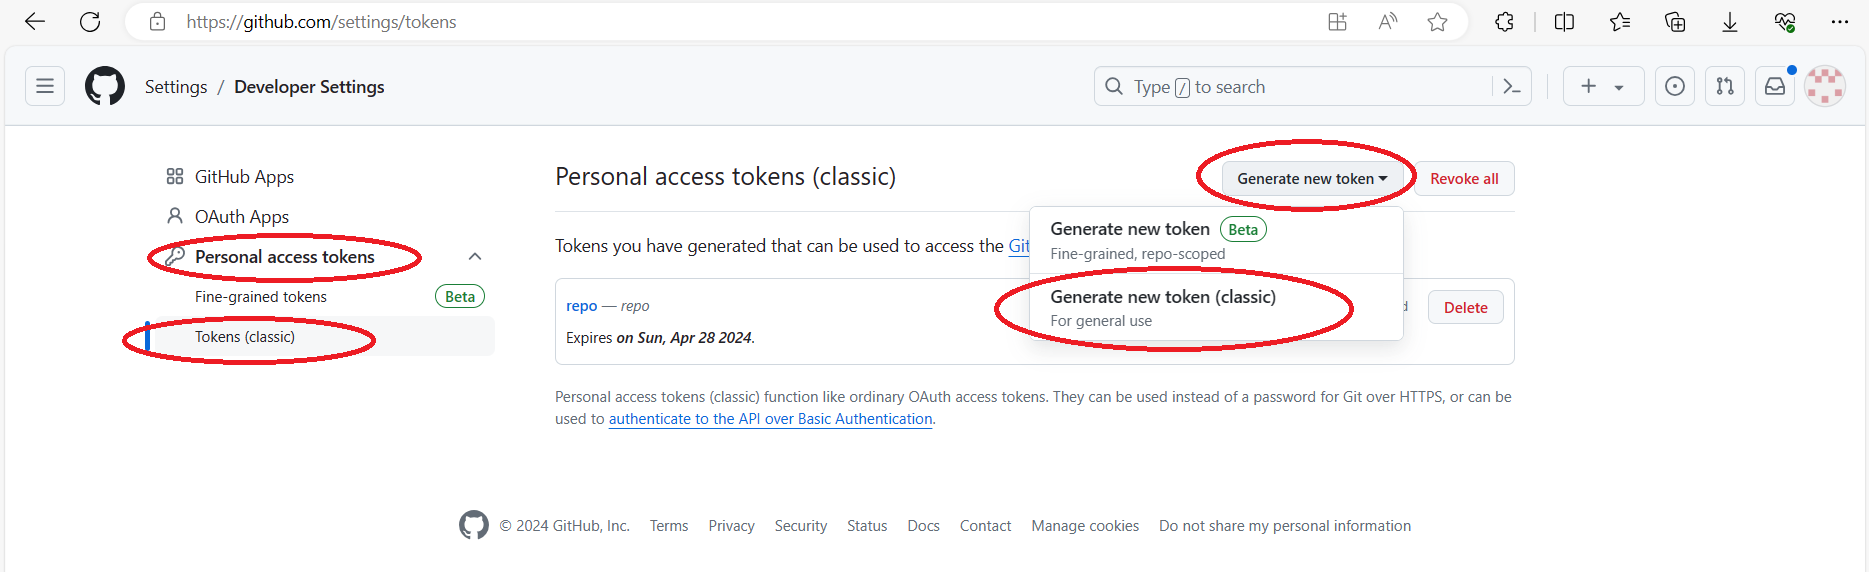 https://github.com/settings/tokens
Settings / Developer Settings
Type / to search
GitHub Apps
OAuth Apps
Personal access tokens
Fine-grained tokens Beta
Tokens (classic)
Personal access tokens (classic)
Generate new token
Revoke all
Generate new token Beta
Fine-grained, repo-scoped
Generate new token (classic)
For general use
Tokens you have generated that can be used to access the Git
repo — repo
Delete
Expires on Sun, Apr 28 2024.
Personal access tokens (classic) function like ordinary OAuth access tokens. They can be used instead of a password for Git over HTTPS, or can be
used to authenticate to the API over Basic Authentication.
© 2024 GitHub, Inc. Terms Privacy Security Status Docs Contact Manage cookies Do not share my personal information